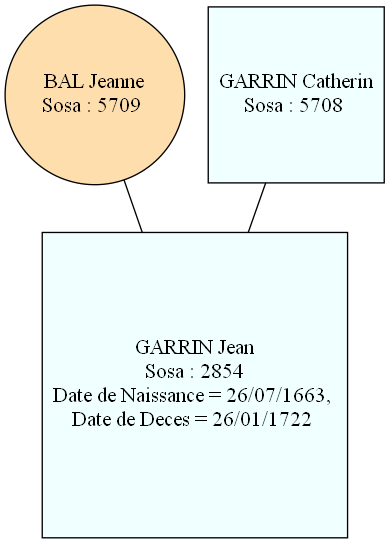 BAL Jeanne
Sosa : 5709
GARRIN Catherin
Sosa : 5708
GARRIN Jean
Sosa : 2854
Date de Naissance = 26/07/1663,
Date de Deces = 26/01/1722